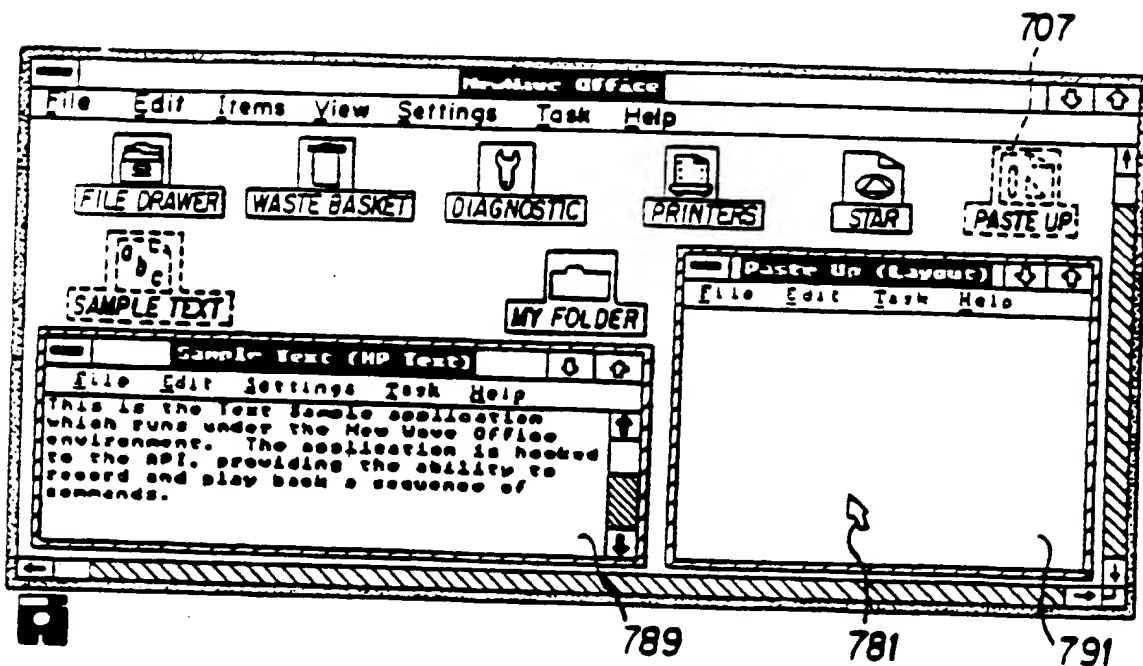 707
NewWave Office
File Edit Items View Settings Task Help
FILE DRAWER WASTE BASKET DIAGNOSTIC PRINTERS STAR PASTE UP
abc
SAMPLE TEXT MY FOLDER
Paste Up (Layout)
File Edit Task Help
Sample Text (HP Text)
File Edit Settings Task Help
This is the Text Sample application
which runs under the New Wave Office
environment. The application is hooked
to the API, providing the ability to
record and play back a sequence of
commands.
789 781 791